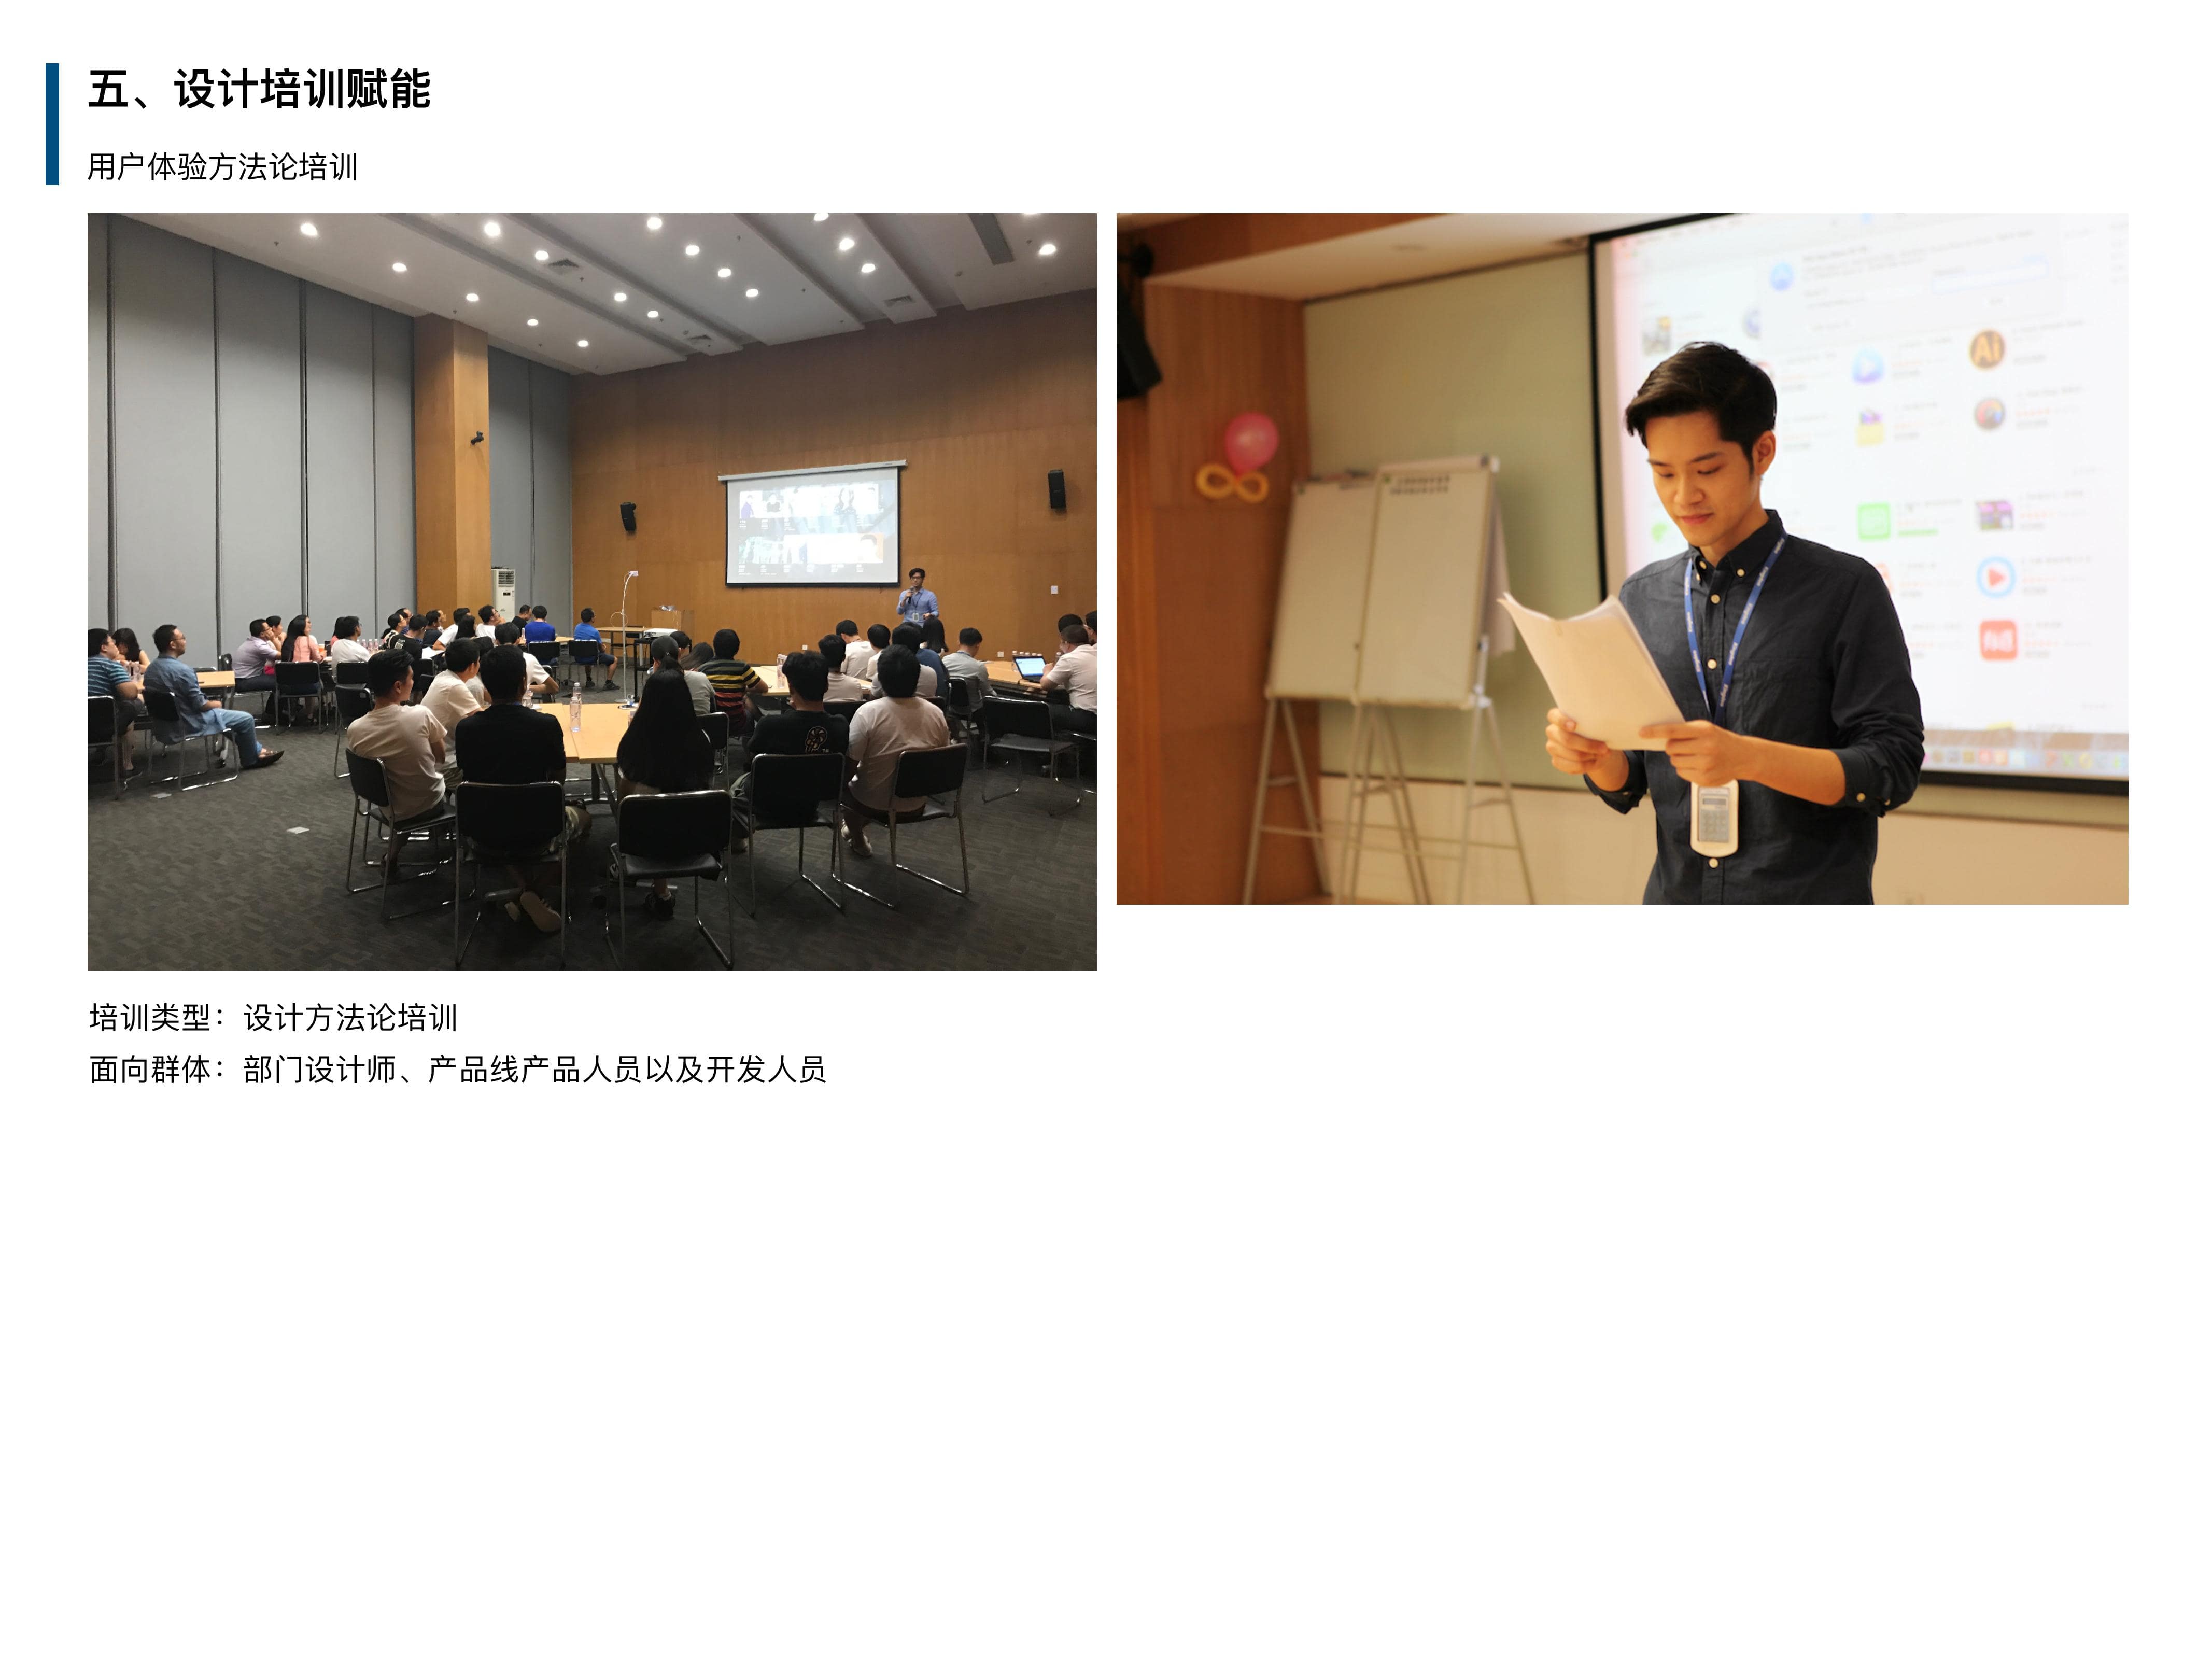 五、设计培训赋能
用户体验方法论培训
Ai
培训类型：设计方法论培训
面向群体：部门设计师、产品线产品人员以及开发人员